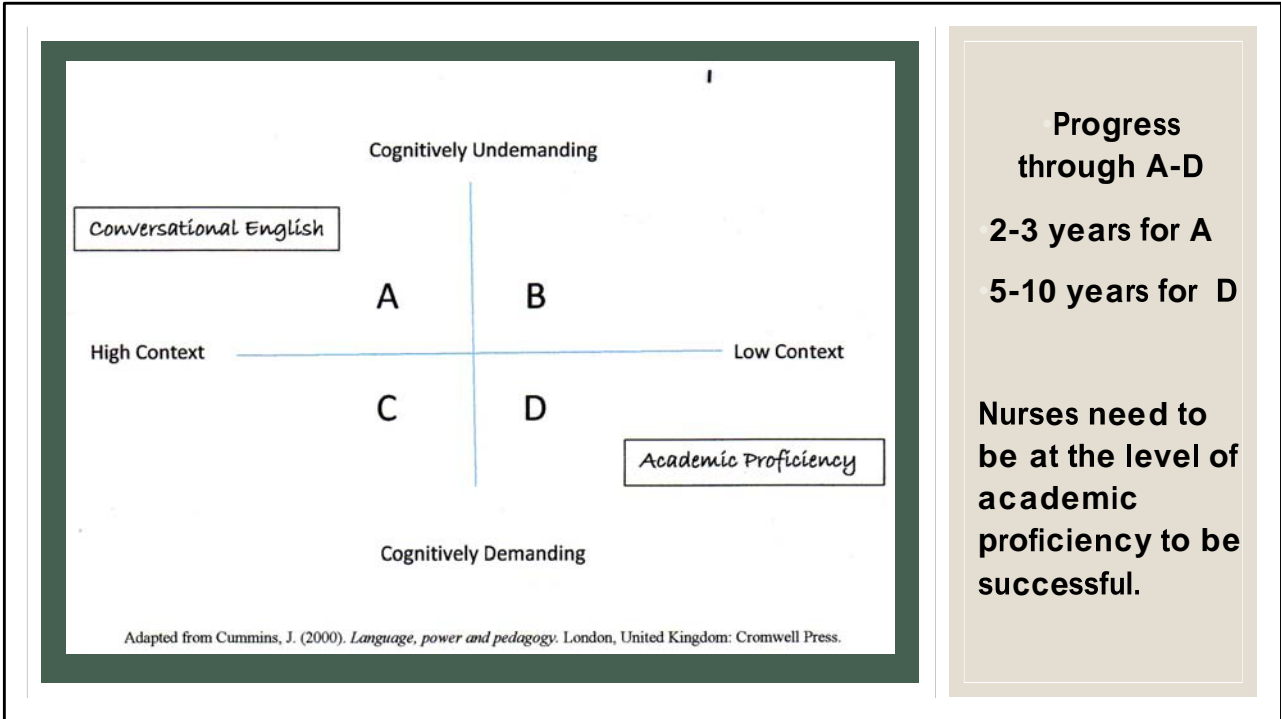 Cognitively Undemanding
Conversational English
A
B
High Context
Low Context
C
D
Academic Proficiency
Cognitively Demanding
Adapted from Cummins, J. (2000). Language, power and pedagogy. London, United Kingdom: Cromwell Press.
Progress
through A-D
2-3 years for A
5-10 years for D
Nurses need to
be at the level of
academic
proficiency to be
successful.